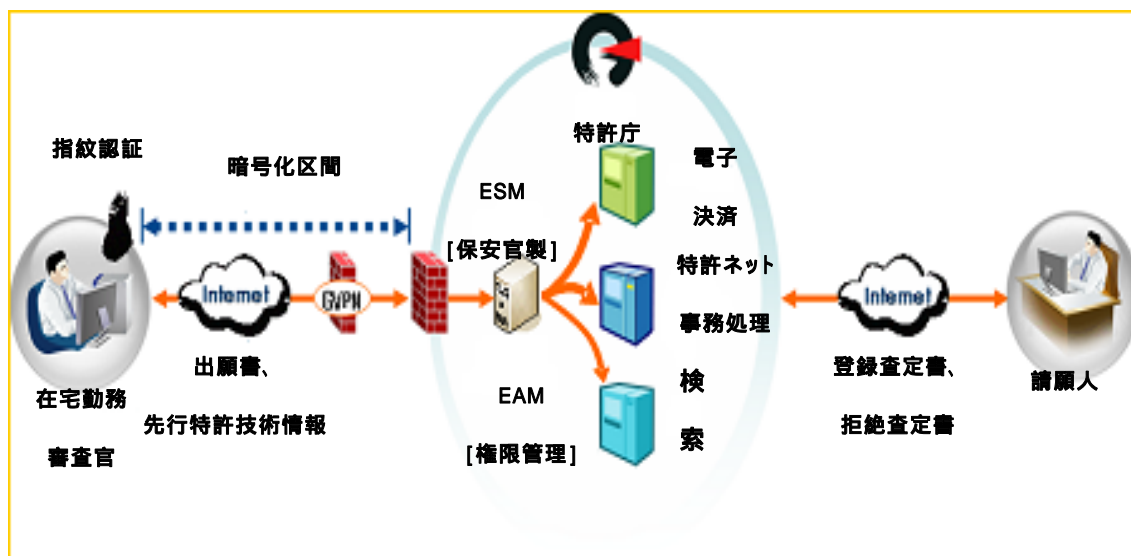 特許庁
指紋認証
暗号化区間
電子
決済
ESM
[保安官製]
特許ネット
事務処理
Internet
GVPN
Internet
出願書、
先行特許技術情報
在宅勤務
審査官
EAM
[権限管理]
検
索
登録査定書、
拒絶査定書
請願人